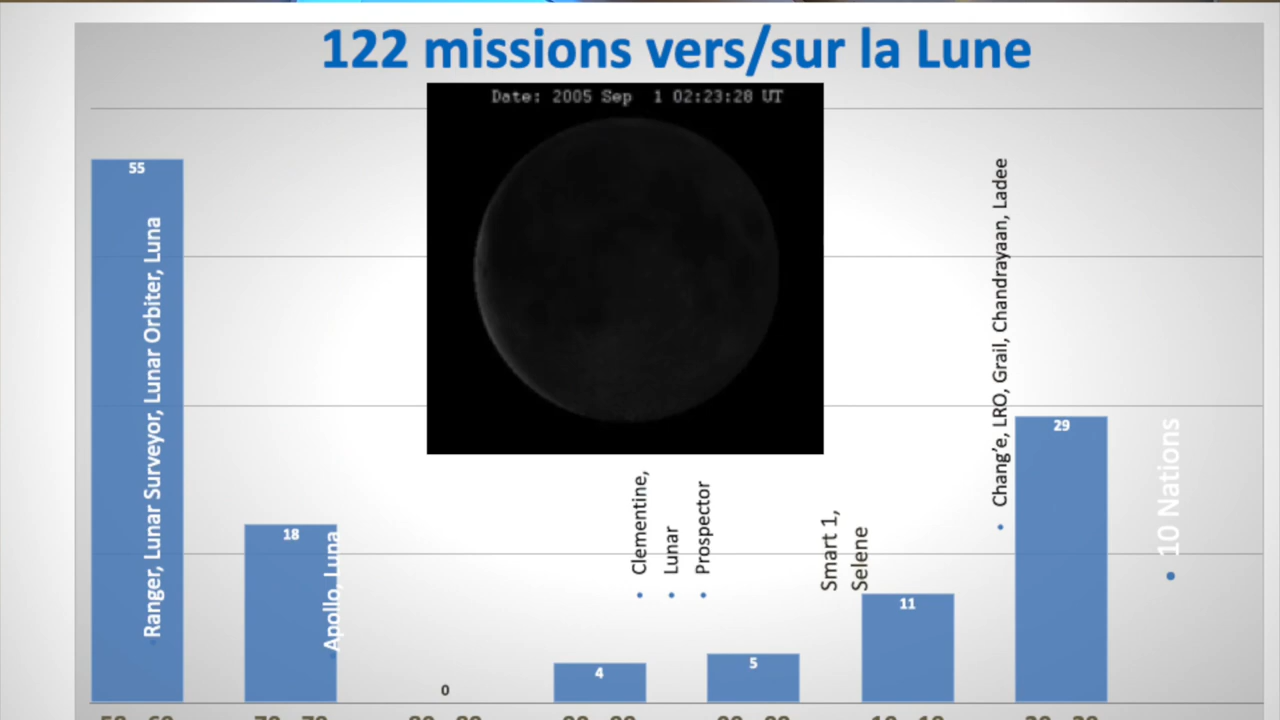 122 missions vers/sur la Lune
Date: 2005 Sep 1 02:23:28 UT
55
Ranger, Lunar Surveyor, Lunar Orbiter, Luna
18
Apollo, Luna
0
• Clementine,
• Lunar
• Prospector
4
5
Smart 1,
Selene
11
• Chang'e, LRO, Grail, Chandrayaan, Ladee
29
• 10 Nations